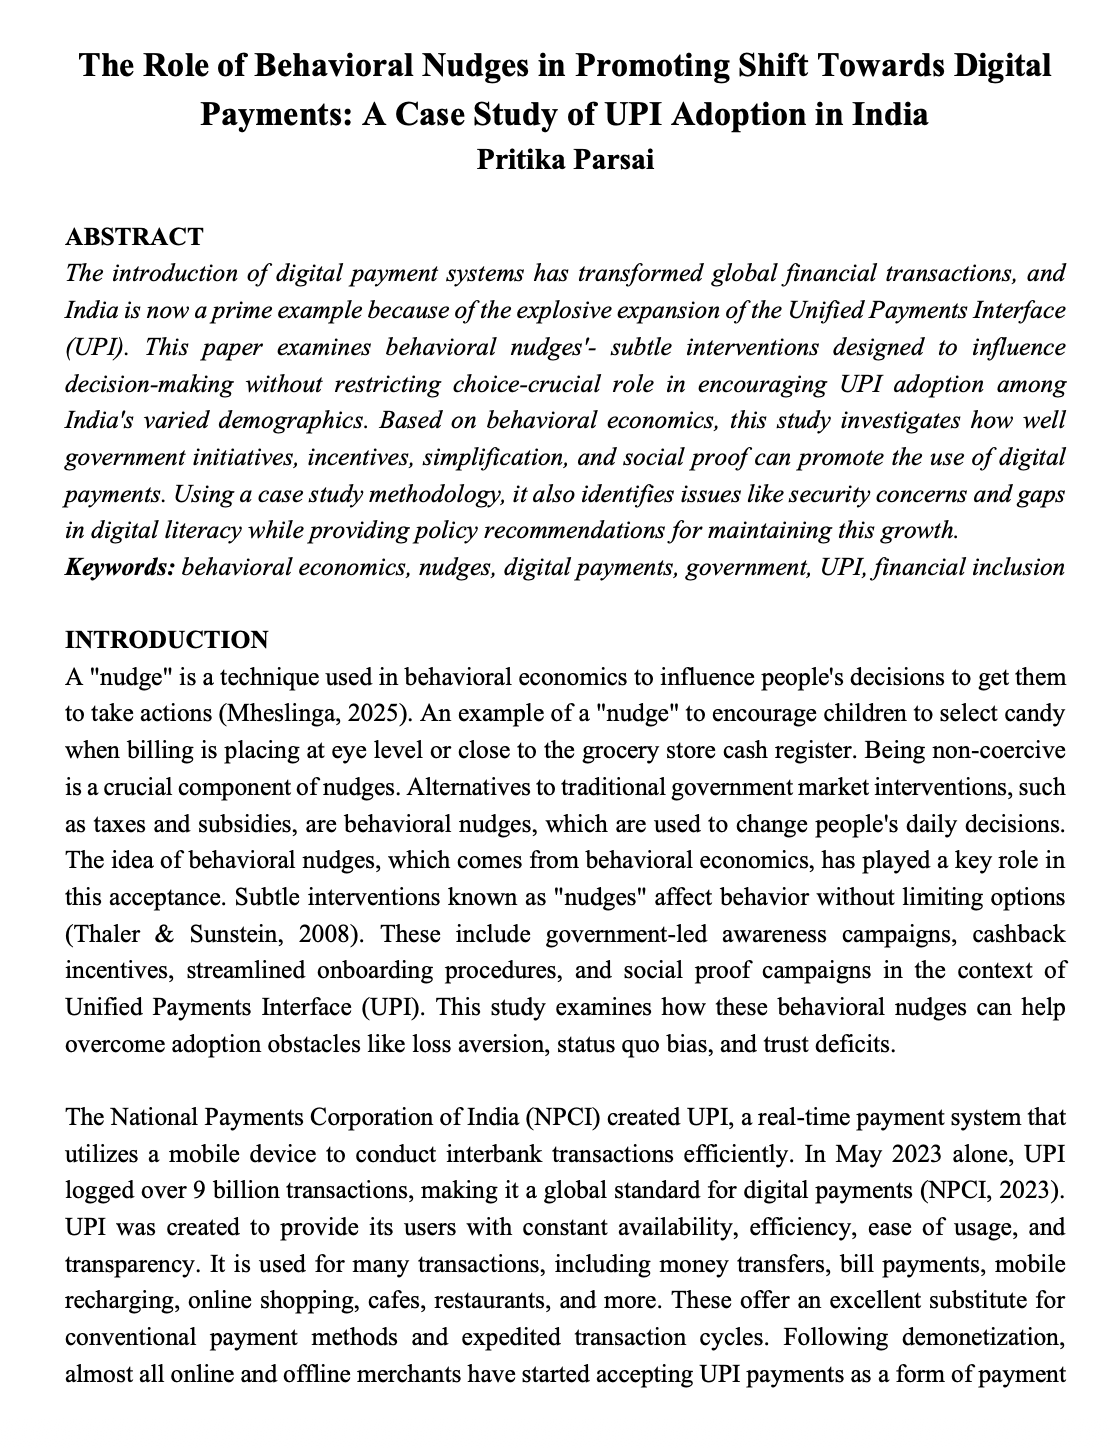 The Role of Behavioral Nudges in Promoting Shift Towards Digital
Payments: A Case Study of UPI Adoption in India
Pritika Parsai
ABSTRACT
The introduction of digital payment systems has transformed global financial transactions, and
India is now a prime example because of the explosive expansion of the Unified Payments Interface
(UPI). This paper examines behavioral nudges'- subtle interventions designed to influence
decision-making without restricting choice-crucial role in encouraging UPI adoption among
India's varied demographics. Based on behavioral economics, this study investigates how well
government initiatives, incentives, simplification, and social proof can promote the use of digital
payments. Using a case study methodology, it also identifies issues like security concerns and gaps
in digital literacy while providing policy recommendations for maintaining this growth.
Keywords: behavioral economics, nudges, digital payments, government, UPI, financial inclusion
INTRODUCTION
A "nudge" is a technique used in behavioral economics to influence people's decisions to get them
to take actions (Mheslinga, 2025). An example of a "nudge" to encourage children to select candy
when billing is placing at eye level or close to the grocery store cash register. Being non-coercive
is a crucial component of nudges. Alternatives to traditional government market interventions, such
as taxes and subsidies, are behavioral nudges, which are used to change people's daily decisions.
The idea of behavioral nudges, which comes from behavioral economics, has played a key role in
this acceptance. Subtle interventions known as "nudges" affect behavior without limiting options
(Thaler & Sunstein, 2008). These include government-led awareness campaigns, cashback
incentives, streamlined onboarding procedures, and social proof campaigns in the context of
Unified Payments Interface (UPI). This study examines how these behavioral nudges can help
overcome adoption obstacles like loss aversion, status quo bias, and trust deficits.
The National Payments Corporation of India (NPCI) created UPI, a real-time payment system that
utilizes a mobile device to conduct interbank transactions efficiently. In May 2023 alone, UPI
logged over 9 billion transactions, making it a global standard for digital payments (NPCI, 2023).
UPI was created to provide its users with constant availability, efficiency, ease of usage, and
transparency. It is used for many transactions, including money transfers, bill payments, mobile
recharging, online shopping, cafes, restaurants, and more. These offer an excellent substitute for
conventional payment methods and expedited transaction cycles. Following demonetization,
almost all online and offline merchants have started accepting UPI payments as a form of payment